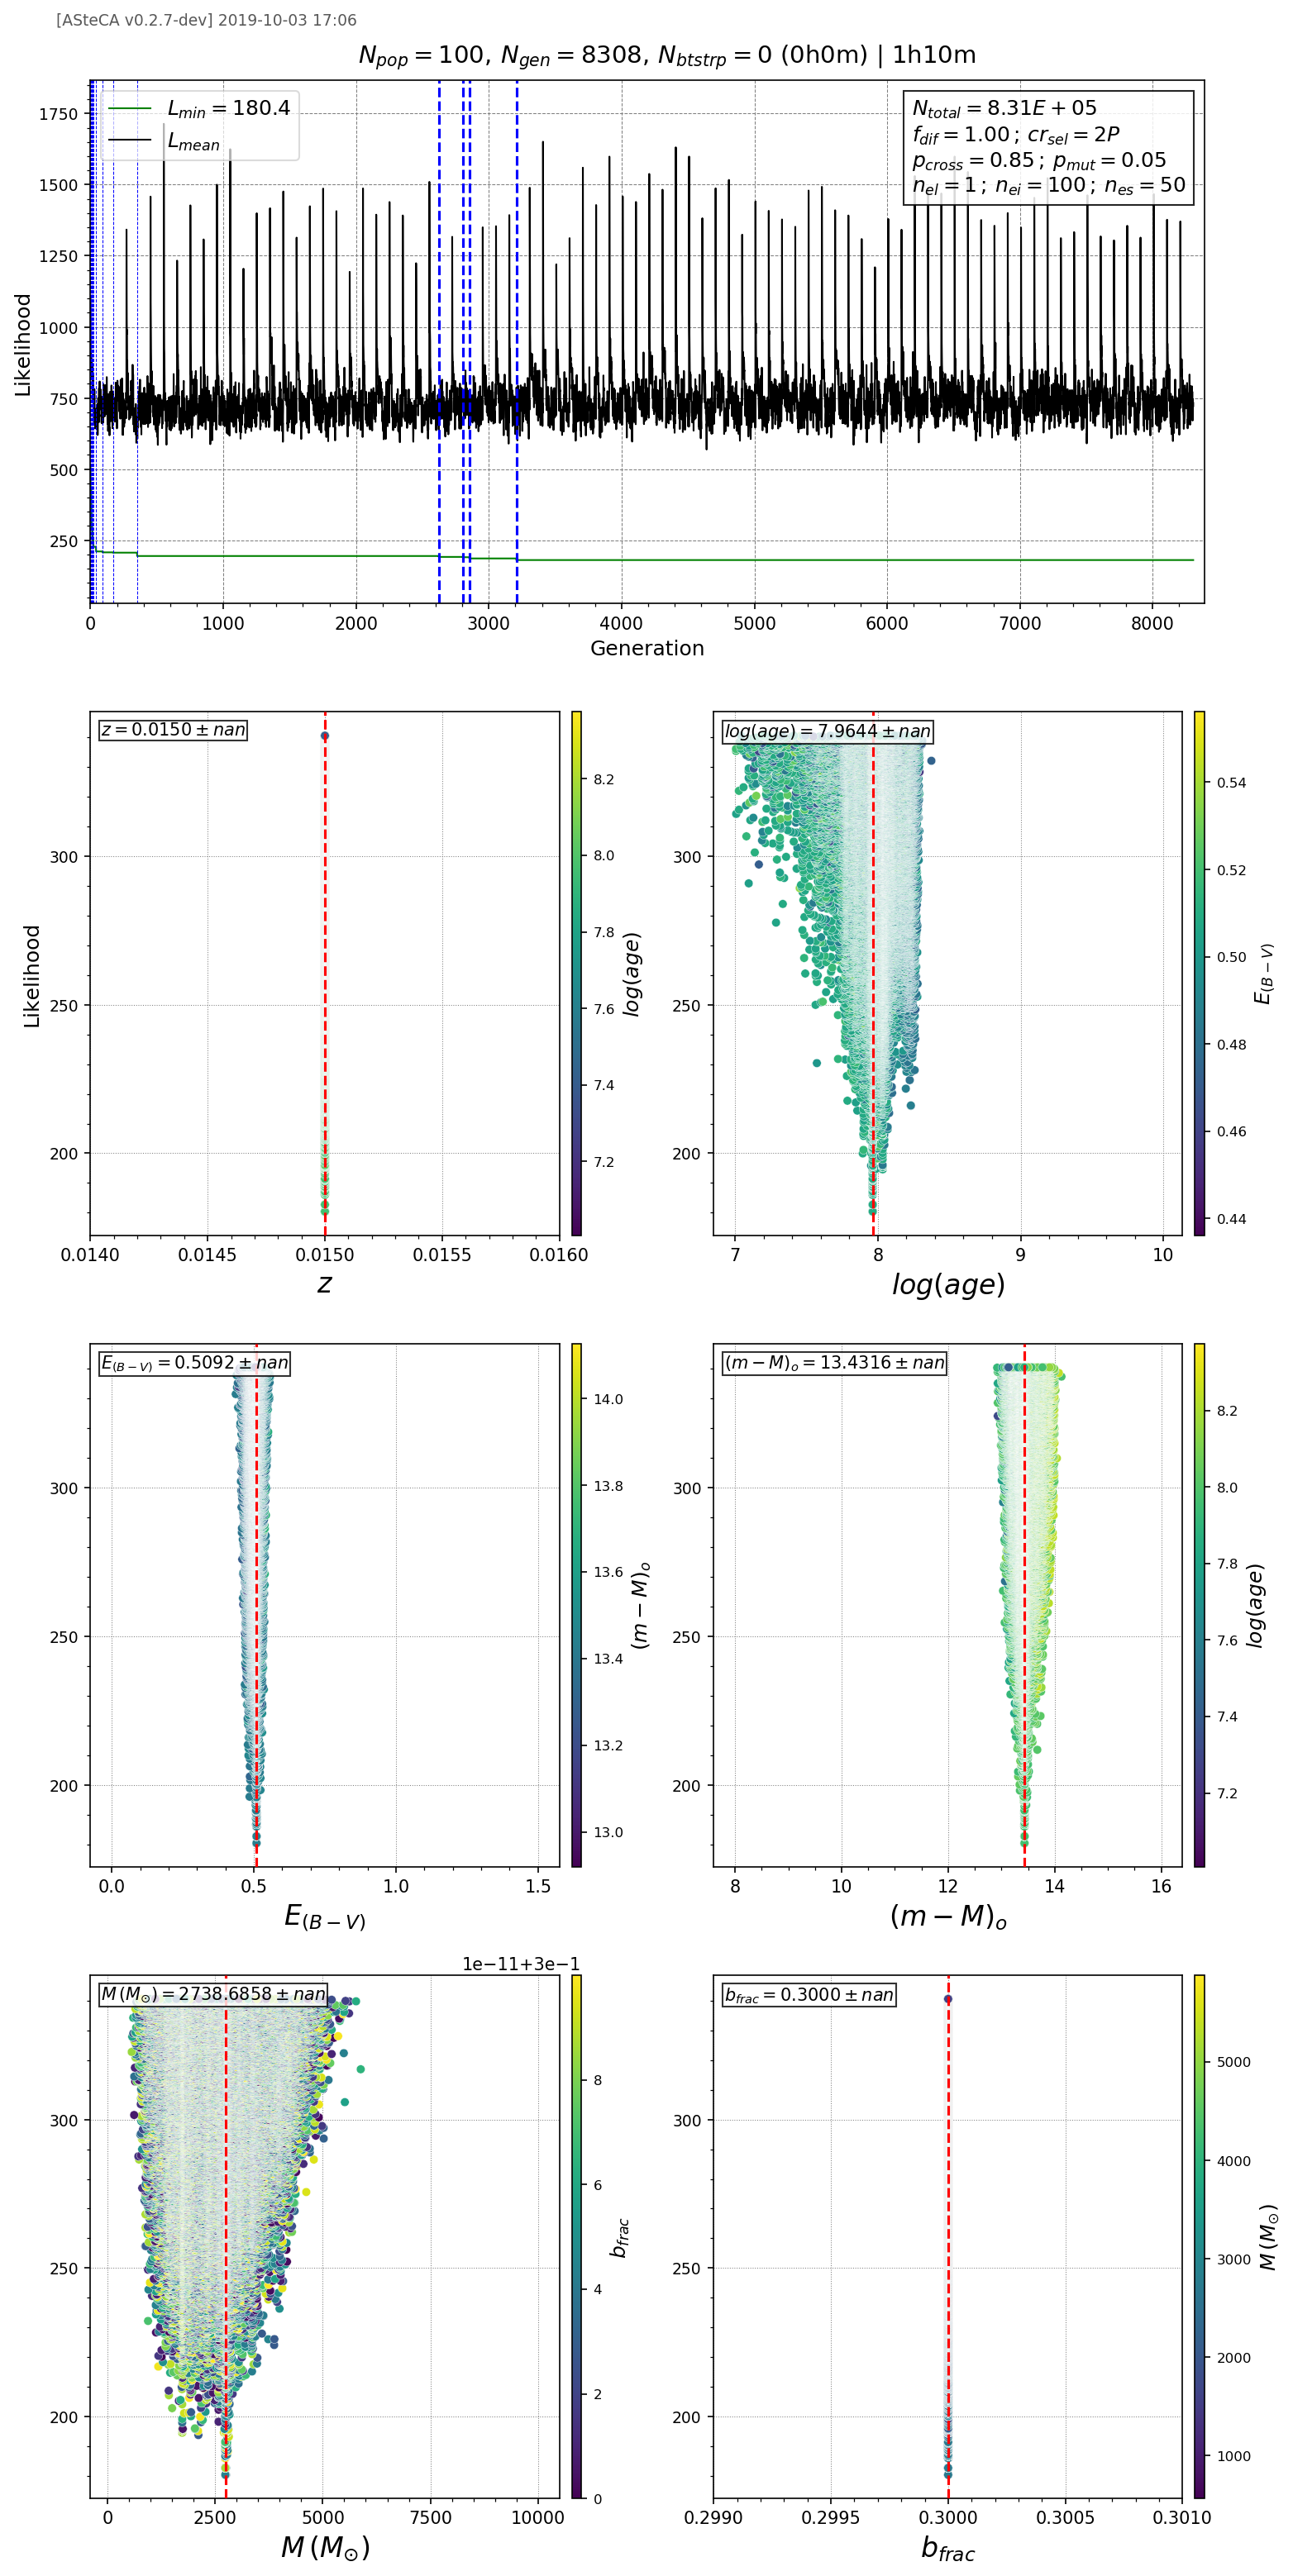 [ASteCA v0.2.7-dev] 2019-10-03 17:06
N_pop = 100, N_gen = 8308, N_btstrp = 0 (0h0m) | 1h10m
L_min = 180.4
L_mean
N_total = 8.31E + 05
f_dif = 1.00 ; cr_sel = 2P
p_cross = 0.85 ; p_mut = 0.05
n_el = 1 ; n_ei = 100 ; n_es = 50
1750
1500
1250
1000
750
500
250
Likelihood
0 1000 2000 3000 4000 5000 6000 7000 8000
Generation
z = 0.0150 ± nan
300
250
200
Likelihood
0.0140 0.0145 0.0150 0.0155 0.0160
z
8.2
8.0
7.8
7.6
7.4
7.2
log(age)
log(age) = 7.9644 ± nan
300
250
200
7 8 9 10
log(age)
0.54
0.52
0.50
0.48
0.46
0.44
E_(B−V)
E_(B−V) = 0.5092 ± nan
300
250
200
0.0 0.5 1.0 1.5
E_(B−V)
14.0
13.8
13.6
13.4
13.2
13.0
(m − M)_o
(m − M)_o = 13.4316 ± nan
300
250
200
8 10 12 14 16
(m − M)_o
8.2
8.0
7.8
7.6
7.4
7.2
log(age)
1e−11+3e−1
M (M_⊙) = 2738.6858 ± nan
300
250
200
0 2500 5000 7500 10000
M (M_⊙)
8
6
4
2
0
b_frac
b_frac = 0.3000 ± nan
300
250
200
0.2990 0.2995 0.3000 0.3005 0.3010
b_frac
5000
4000
3000
2000
1000
M (M_⊙)